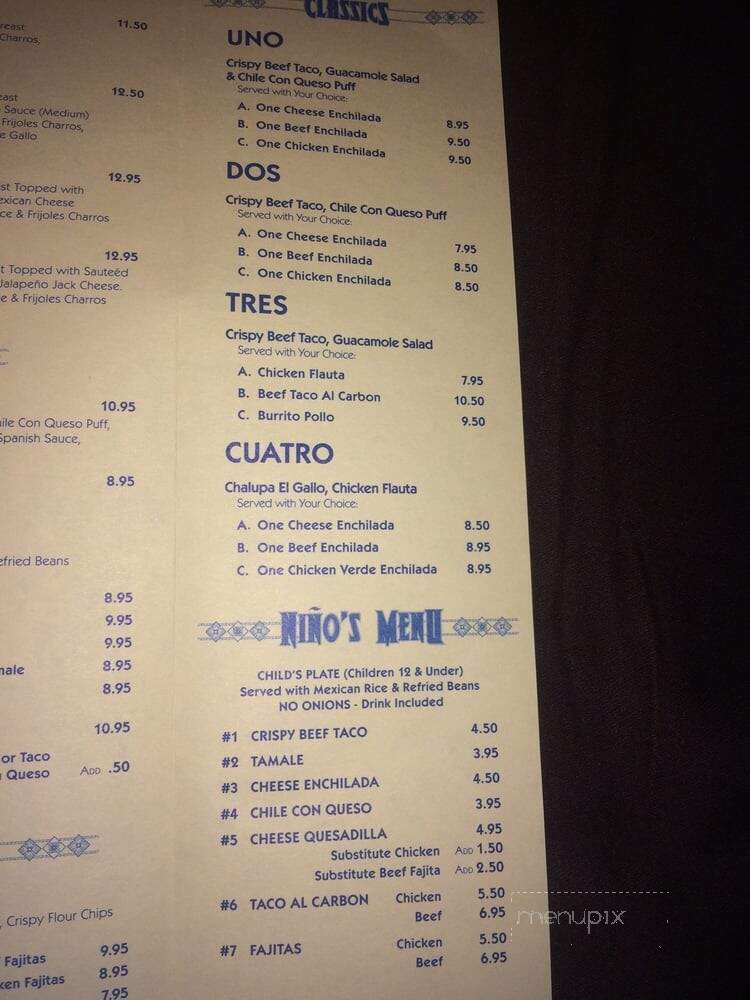 reast
11.50
Charros,
12.50
east
Sauce (Medium)
Frijoles Charros,
e Gallo
12.95
st Topped with
exican Cheese
ce & Frijoles Charros
12.95
t Topped with Sauteéd
Jalapeño Jack Cheese.
e & Frijoles Charros
10.95
hile Con Queso Puff,
Spanish Sauce,
8.95
efried Beans
8.95
9.95
9.95
male 8.95
8.95
10.95
or Taco
Queso ADD .50
, Crispy Flour Chips
Fajitas 9.95
ken Fajitas 8.95
7.95
CLASSICS
UNO
Crispy Beef Taco, Guacamole Salad
& Chile Con Queso Puff
Served with Your Choice:
A. One Cheese Enchilada 8.95
B. One Beef Enchilada 9.50
C. One Chicken Enchilada 9.50
DOS
Crispy Beef Taco, Chile Con Queso Puff
Served with Your Choice:
A. One Cheese Enchilada 7.95
B. One Beef Enchilada 8.50
C. One Chicken Enchilada 8.50
TRES
Crispy Beef Taco, Guacamole Salad
Served with Your Choice:
A. Chicken Flauta 7.95
B. Beef Taco Al Carbon 10.50
C. Burrito Pollo 9.50
CUATRO
Chalupa El Gallo, Chicken Flauta
Served with Your Choice:
A. One Cheese Enchilada 8.50
B. One Beef Enchilada 8.95
C. One Chicken Verde Enchilada 8.95
NIÑO'S MENU
CHILD'S PLATE (Children 12 & Under)
Served with Mexican Rice & Refried Beans
NO ONIONS - Drink Included
#1 CRISPY BEEF TACO 4.50
#2 TAMALE 3.95
#3 CHEESE ENCHILADA 4.50
#4 CHILE CON QUESO 3.95
#5 CHEESE QUESADILLA 4.95
Substitute Chicken ADD 1.50
Substitute Beef Fajita ADD 2.50
#6 TACO AL CARBON Chicken 5.50
Beef 6.95
#7 FAJITAS Chicken 5.50
Beef 6.95
menupix